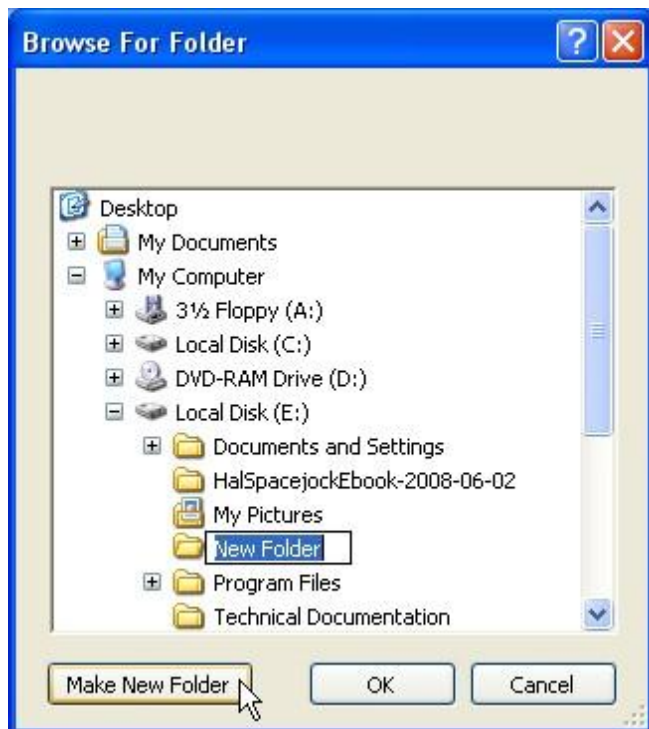 Browse For Folder
Desktop
My Documents
My Computer
3½ Floppy (A:)
Local Disk (C:)
DVD-RAM Drive (D:)
Local Disk (E:)
Documents and Settings
HalSpacejockEbook-2008-06-02
My Pictures
New Folder
Program Files
Technical Documentation
Make New Folder OK Cancel